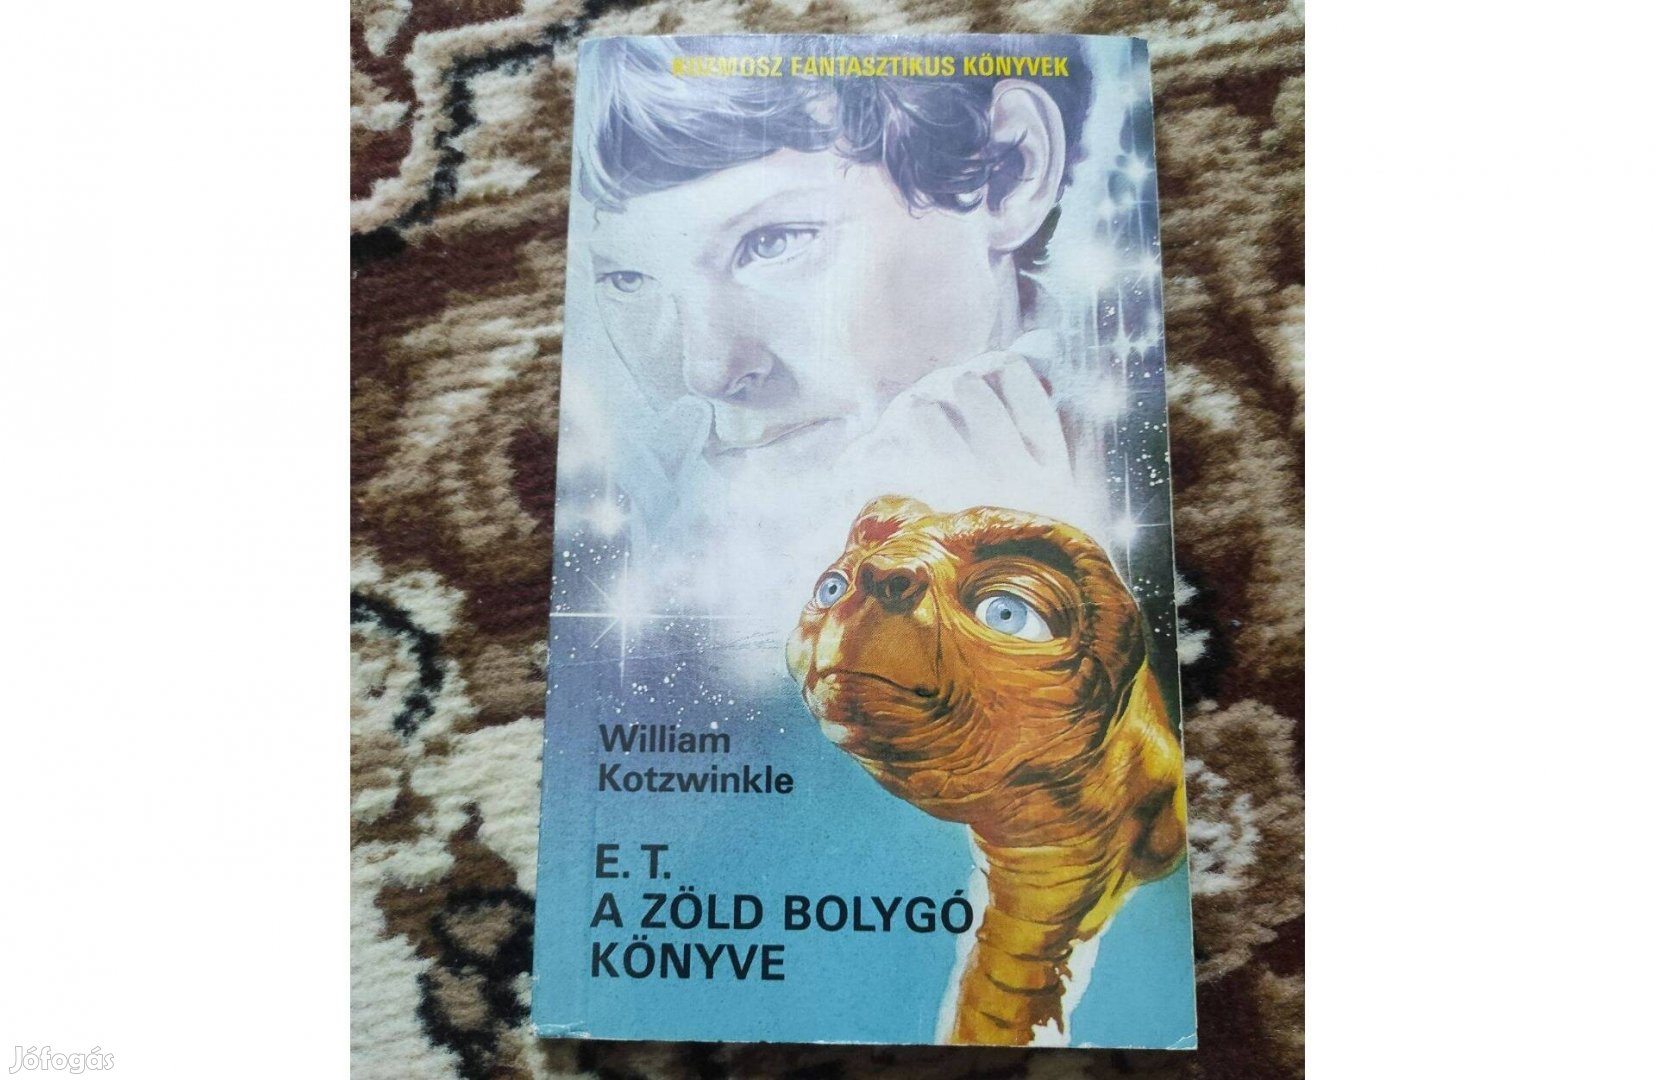 KOZMOSZ FANTASZTIKUS KÖNYVEK
William
Kotzwinkle
E. T.
A ZÖLD BOLYGÓ
KÖNYVE
Jófogás